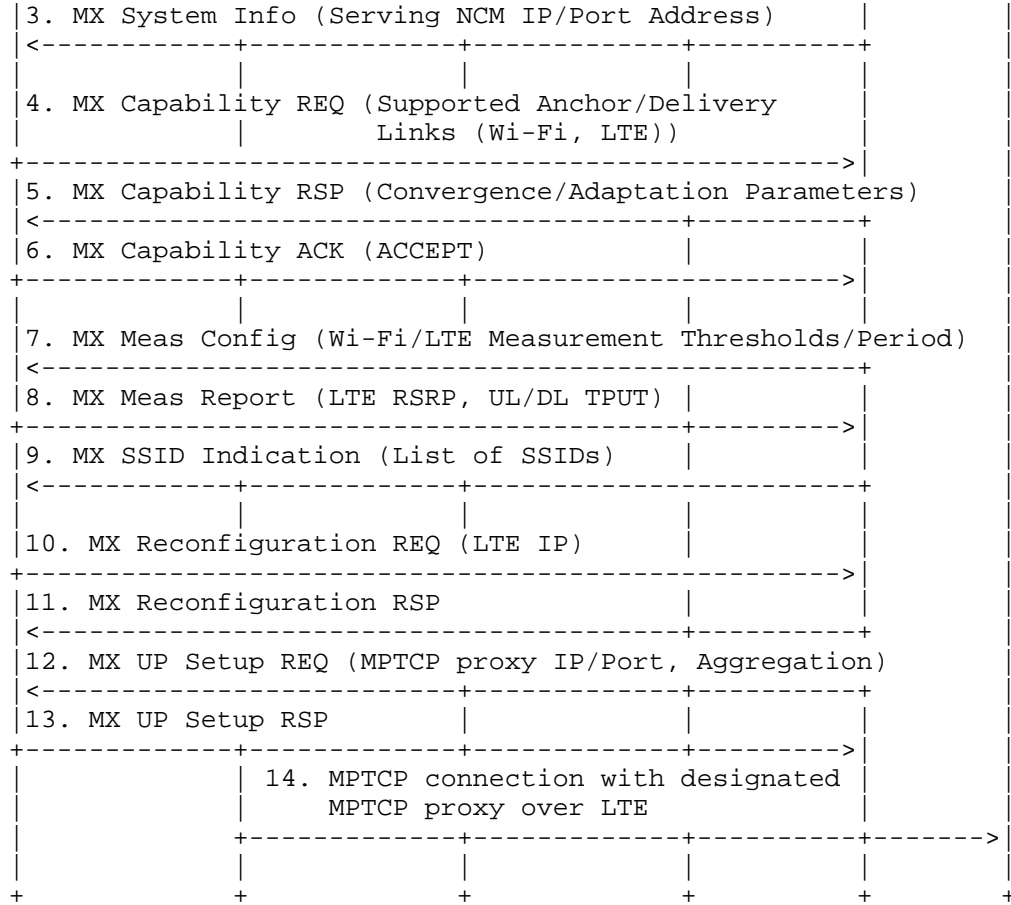 3. MX System Info (Serving NCM IP/Port Address)
4. MX Capability REQ (Supported Anchor/Delivery
Links (Wi-Fi, LTE))
5. MX Capability RSP (Convergence/Adaptation Parameters)
6. MX Capability ACK (ACCEPT)
7. MX Meas Config (Wi-Fi/LTE Measurement Thresholds/Period)
8. MX Meas Report (LTE RSRP, UL/DL TPUT)
9. MX SSID Indication (List of SSIDs)
10. MX Reconfiguration REQ (LTE IP)
11. MX Reconfiguration RSP
12. MX UP Setup REQ (MPTCP proxy IP/Port, Aggregation)
13. MX UP Setup RSP
14. MPTCP connection with designated
MPTCP proxy over LTE